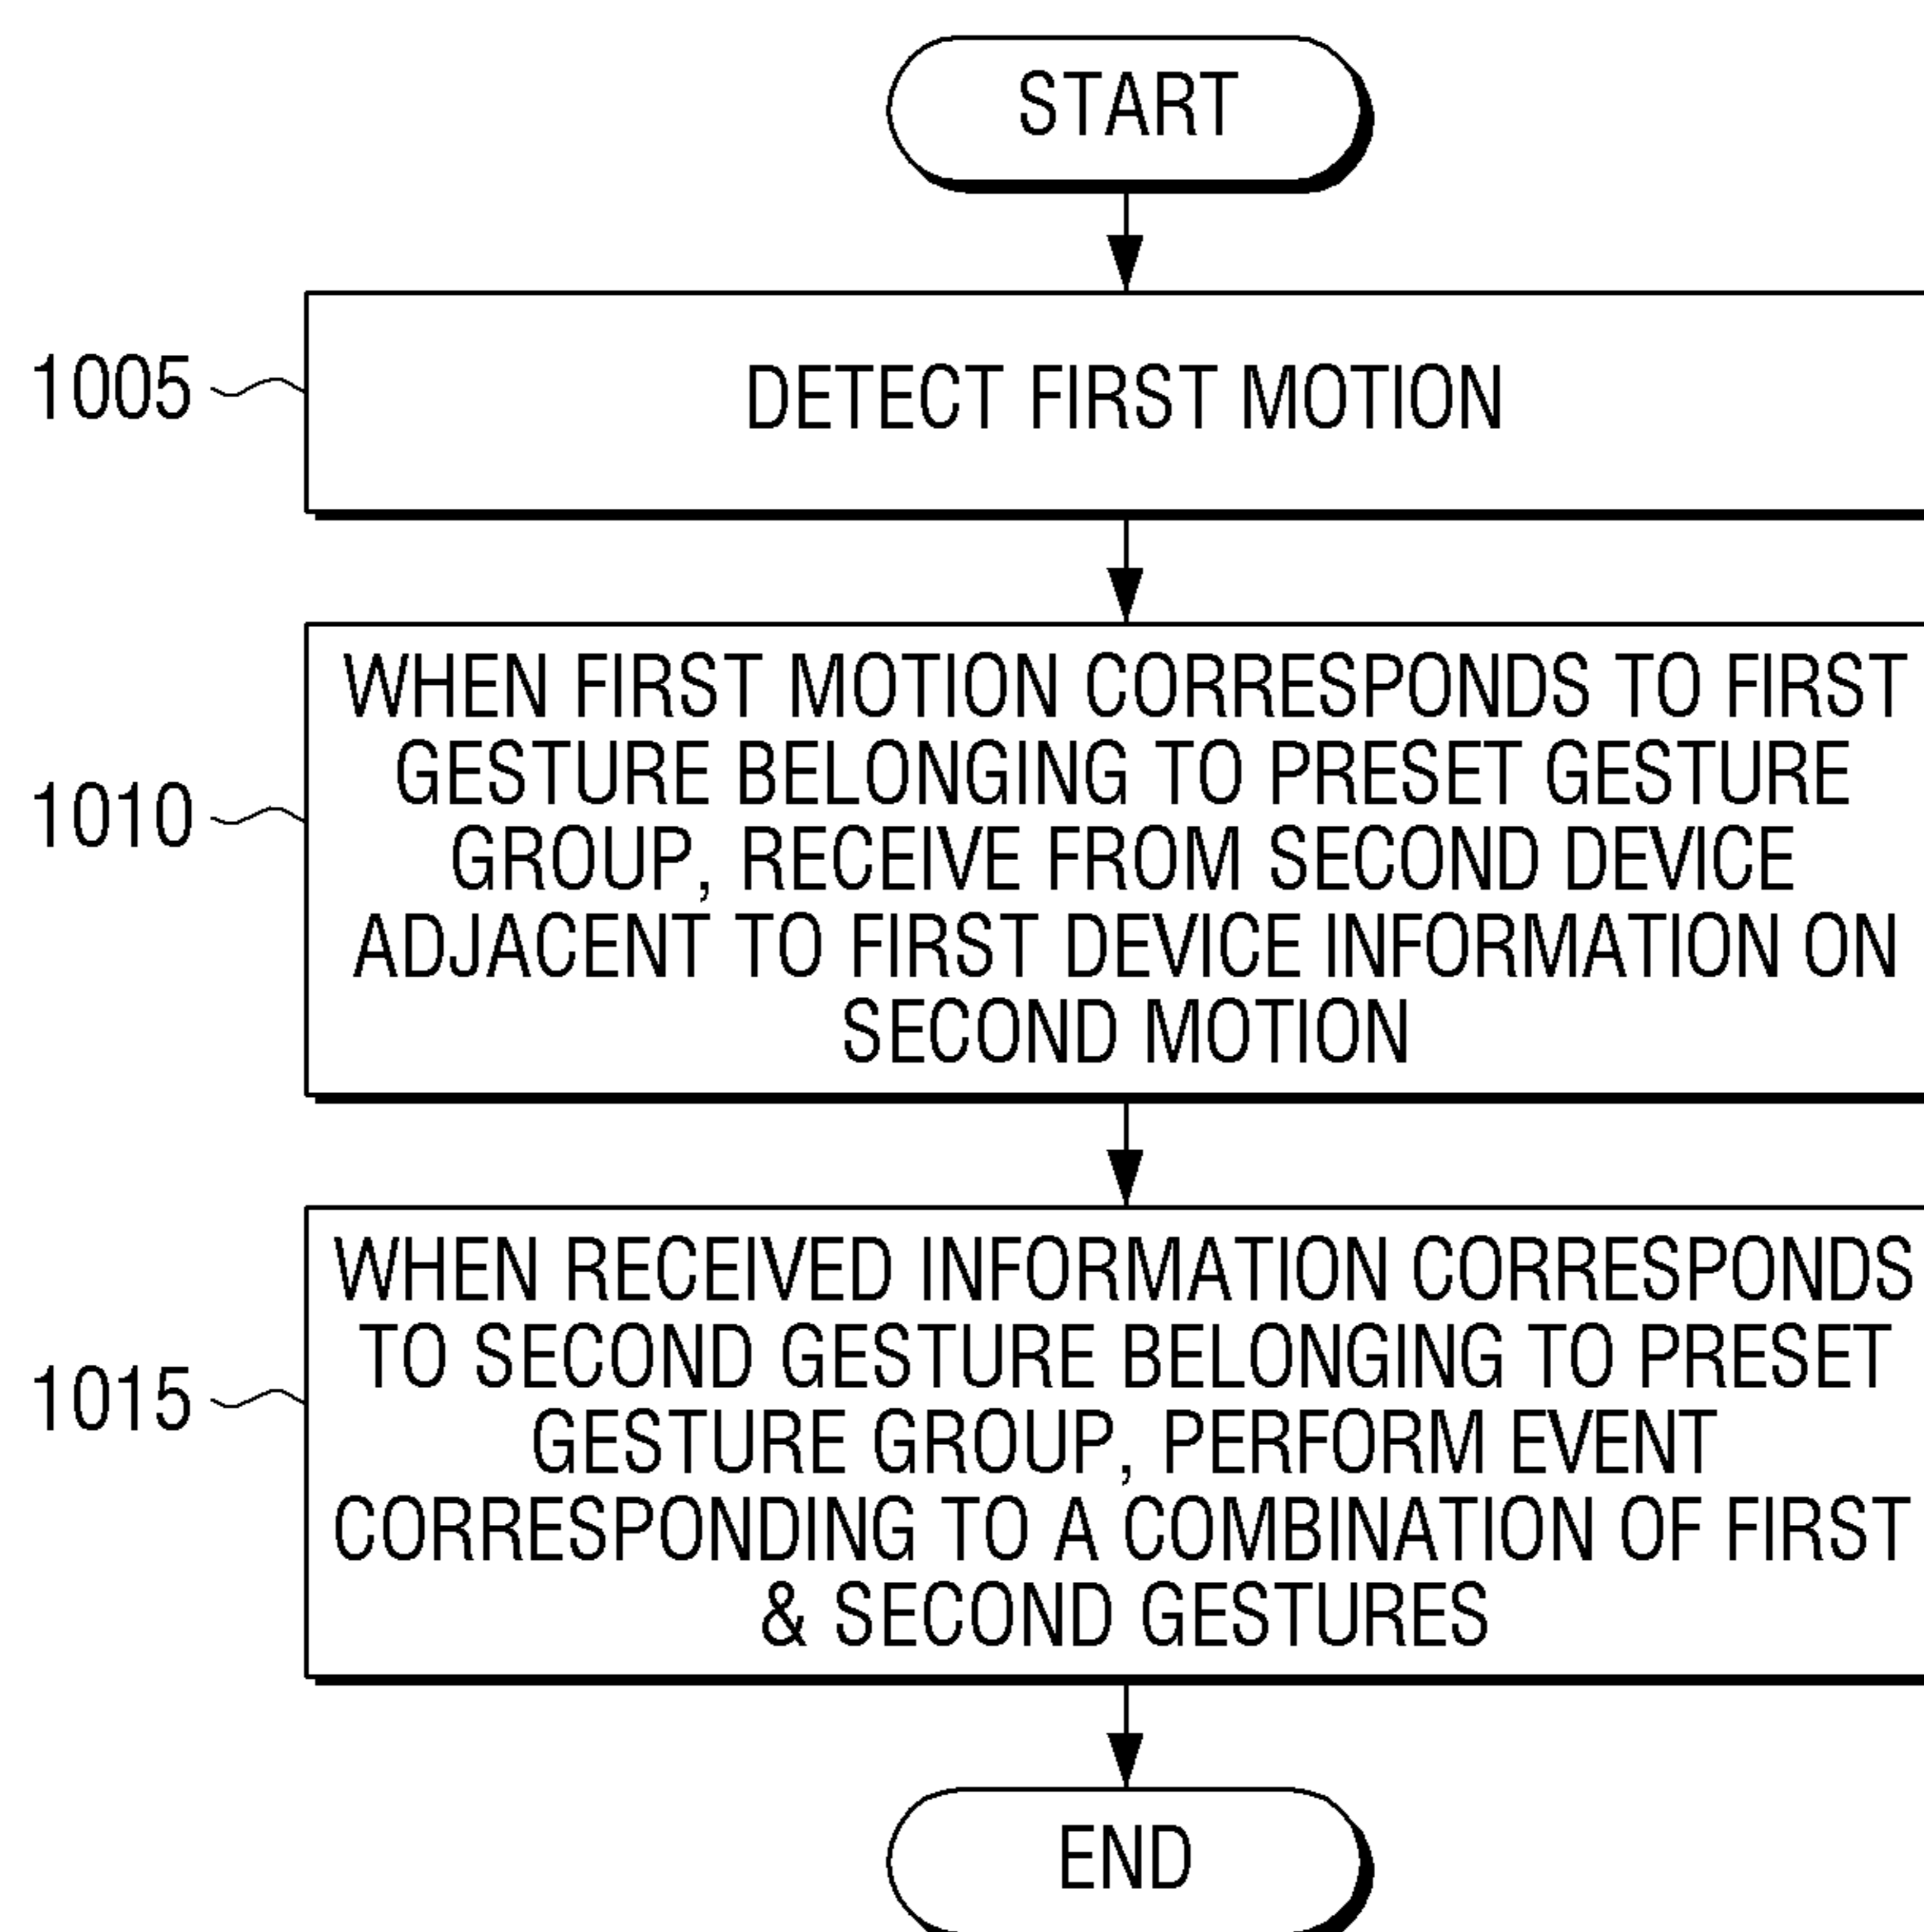 START
1005
DETECT FIRST MOTION
1010
WHEN FIRST MOTION CORRESPONDS TO FIRST
GESTURE BELONGING TO PRESET GESTURE
GROUP, RECEIVE FROM SECOND DEVICE
ADJACENT TO FIRST DEVICE INFORMATION ON
SECOND MOTION
1015
WHEN RECEIVED INFORMATION CORRESPONDS
TO SECOND GESTURE BELONGING TO PRESET
GESTURE GROUP, PERFORM EVENT
CORRESPONDING TO A COMBINATION OF FIRST
& SECOND GESTURES
END